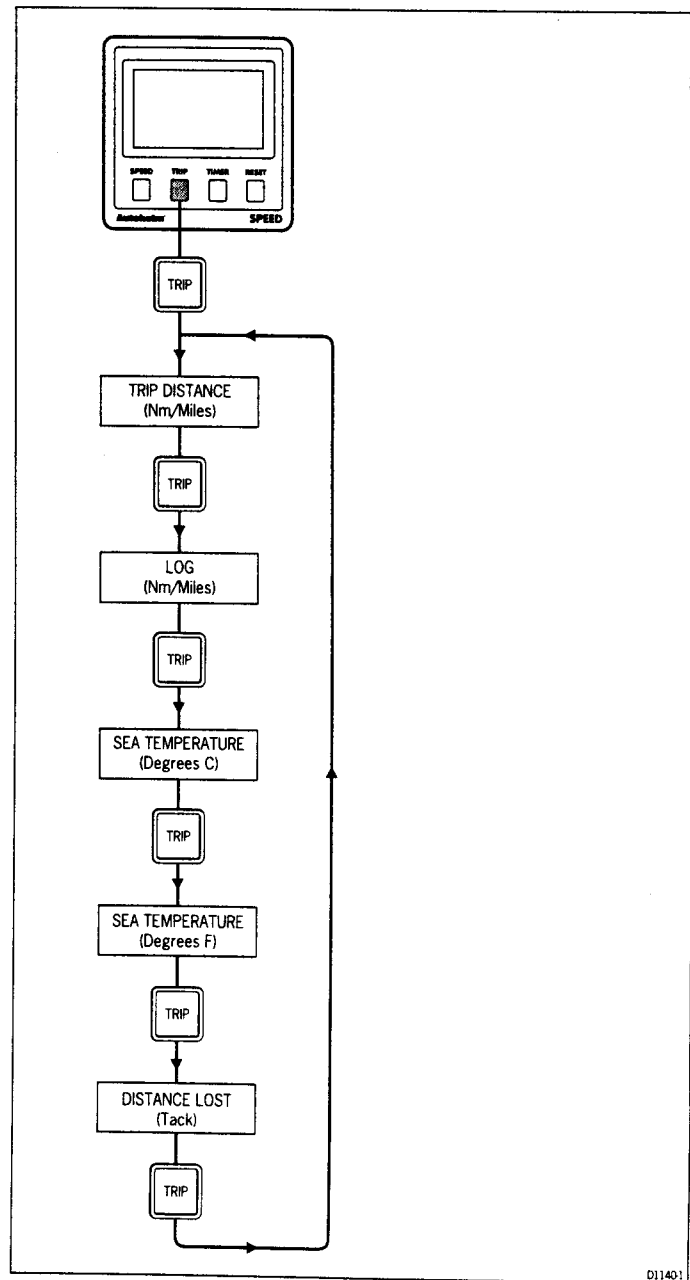 SPEED TRIP TIMER RESET
Autohelm SPEED
TRIP
TRIP DISTANCE
(Nm/Miles)
TRIP
LOG
(Nm/Miles)
TRIP
SEA TEMPERATURE
(Degrees C)
TRIP
SEA TEMPERATURE
(Degrees F)
TRIP
DISTANCE LOST
(Tack)
TRIP
D1140-1